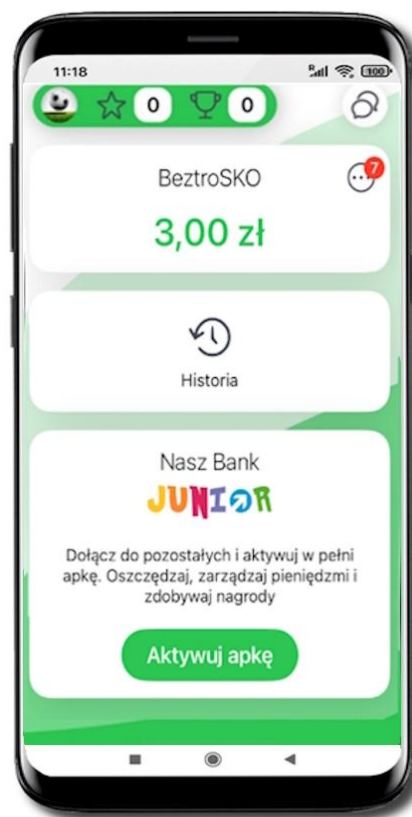 11:18
R
100
0
0
BeztroSKO
7
3,00 zł
Historia
Nasz Bank
JUNIOR
Dołącz do pozostałych i aktywuj w pełni
apkę. Oszczędzaj, zarządzaj pieniędzmi i
zdobywaj nagrody
Aktywuj apkę